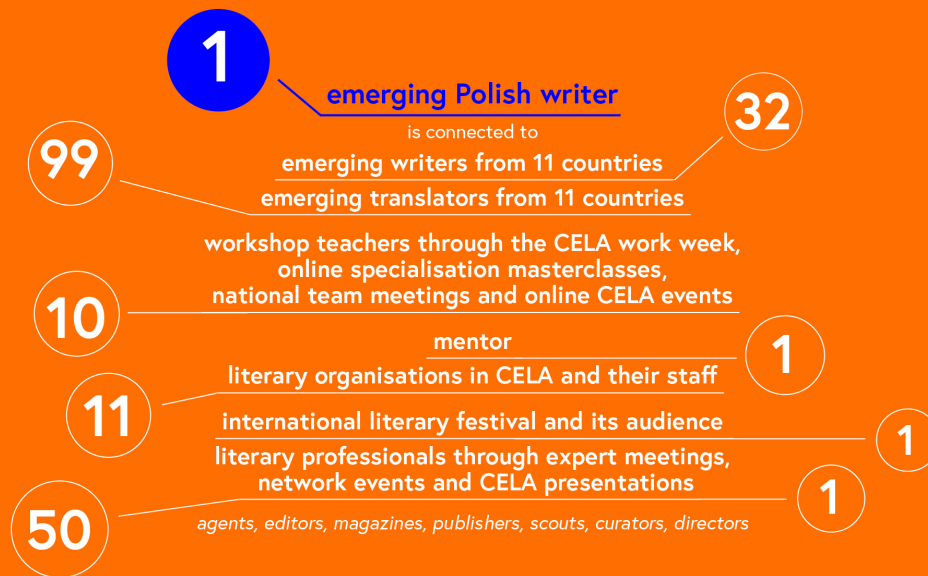 1
emerging Polish writer
is connected to
32
emerging writers from 11 countries
99
emerging translators from 11 countries
workshop teachers through the CELA work week,
online specialisation masterclasses,
national team meetings and online CELA events
10
mentor
1
literary organisations in CELA and their staff
11
international literary festival and its audience
1
literary professionals through expert meetings,
network events and CELA presentations
1
50
agents, editors, magazines, publishers, scouts, curators, directors